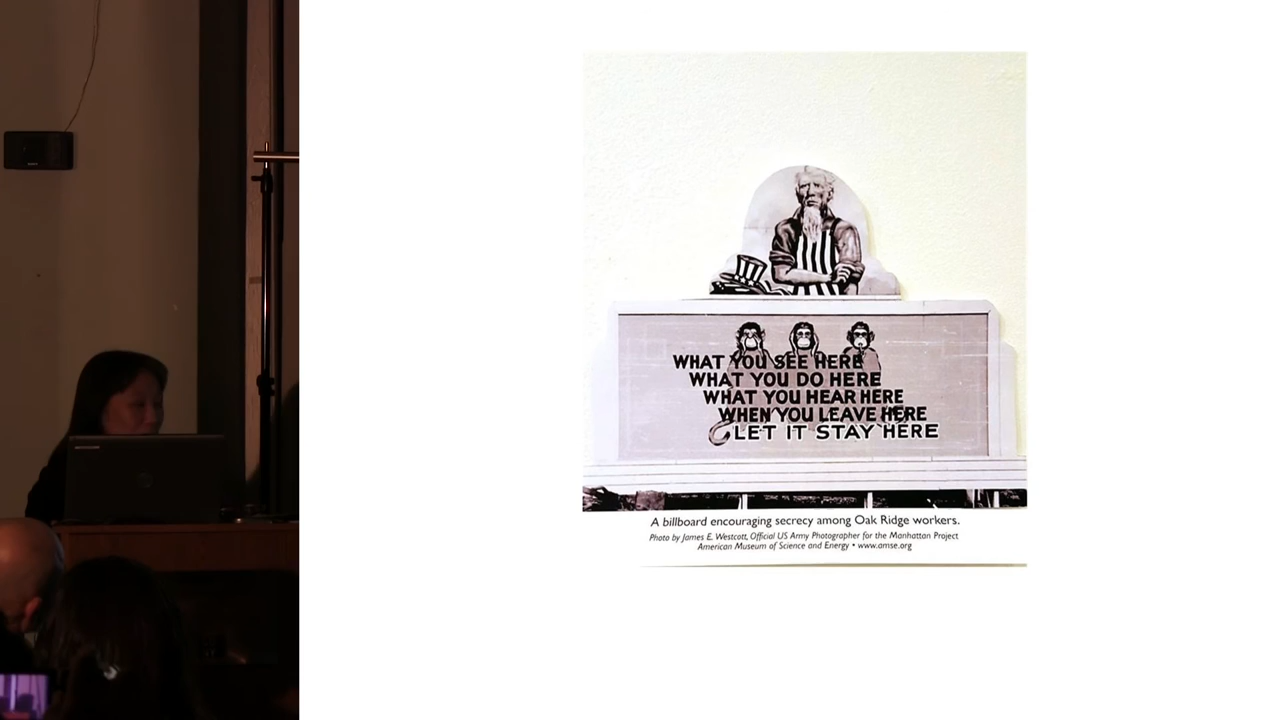 WHAT YOU SEE HERE
WHAT YOU DO HERE
WHAT YOU HEAR HERE
WHEN YOU LEAVE HERE
LET IT STAY HERE
A billboard encouraging secrecy among Oak Ridge workers.
Photo by James E. Westcott, Official US Army Photographer for the Manhattan Project
American Museum of Science and Energy • www.amse.org